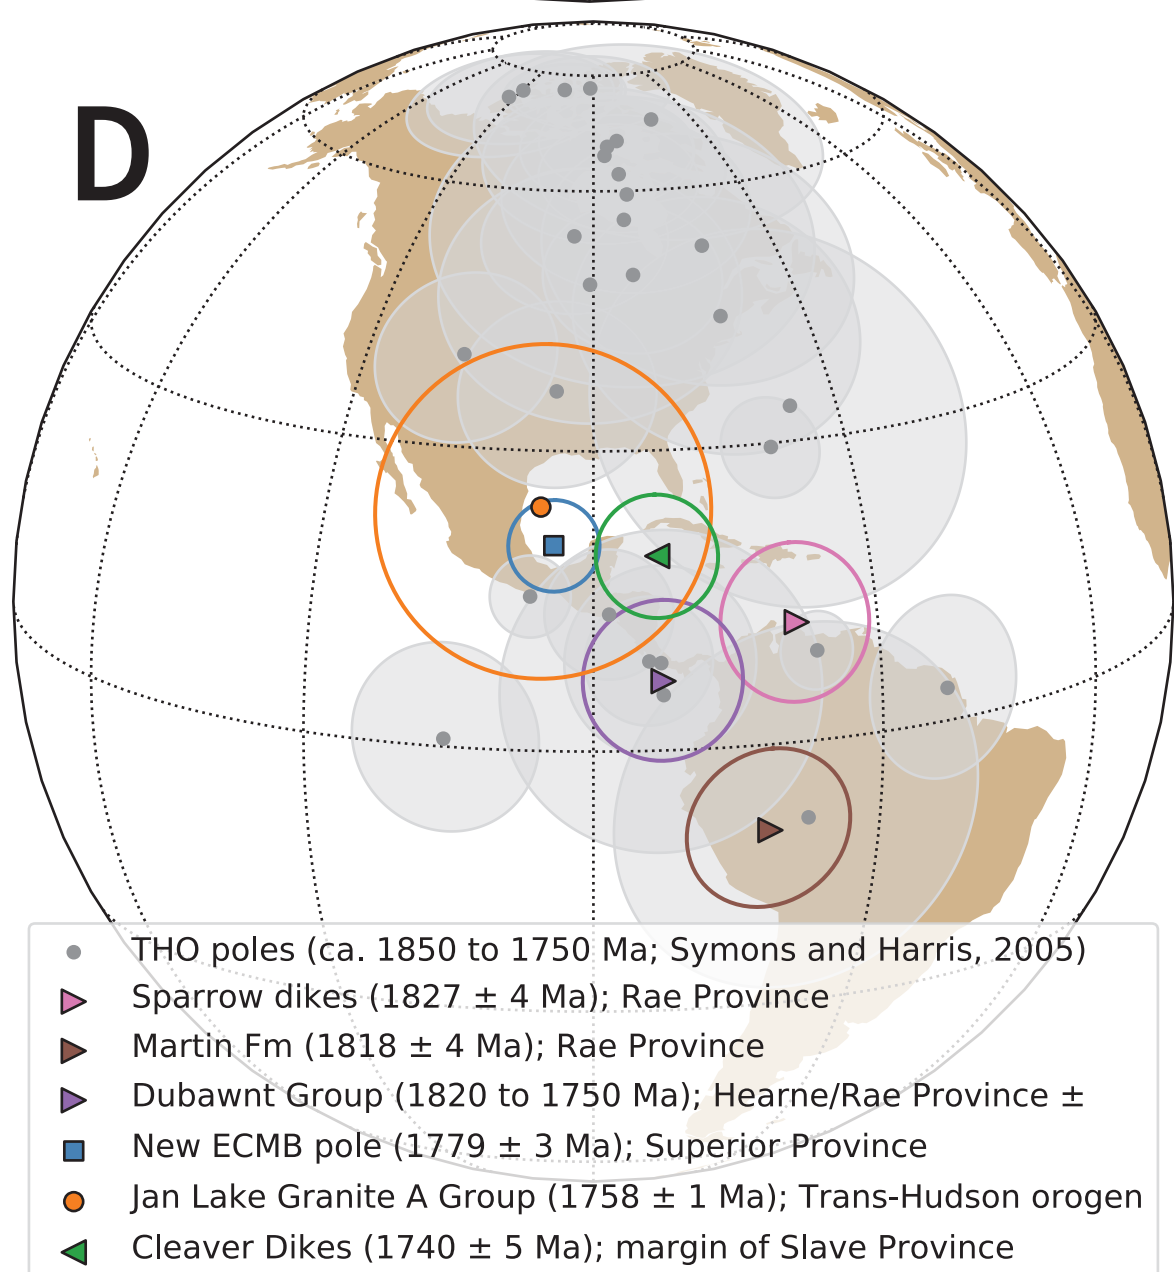 D
THO poles (ca. 1850 to 1750 Ma; Symons and Harris, 2005)
Sparrow dikes (1827 ± 4 Ma); Rae Province
Martin Fm (1818 ± 4 Ma); Rae Province
Dubawnt Group (1820 to 1750 Ma); Hearne/Rae Province ±
New ECMB pole (1779 ± 3 Ma); Superior Province
Jan Lake Granite A Group (1758 ± 1 Ma); Trans-Hudson orogen
Cleaver Dikes (1740 ± 5 Ma); margin of Slave Province